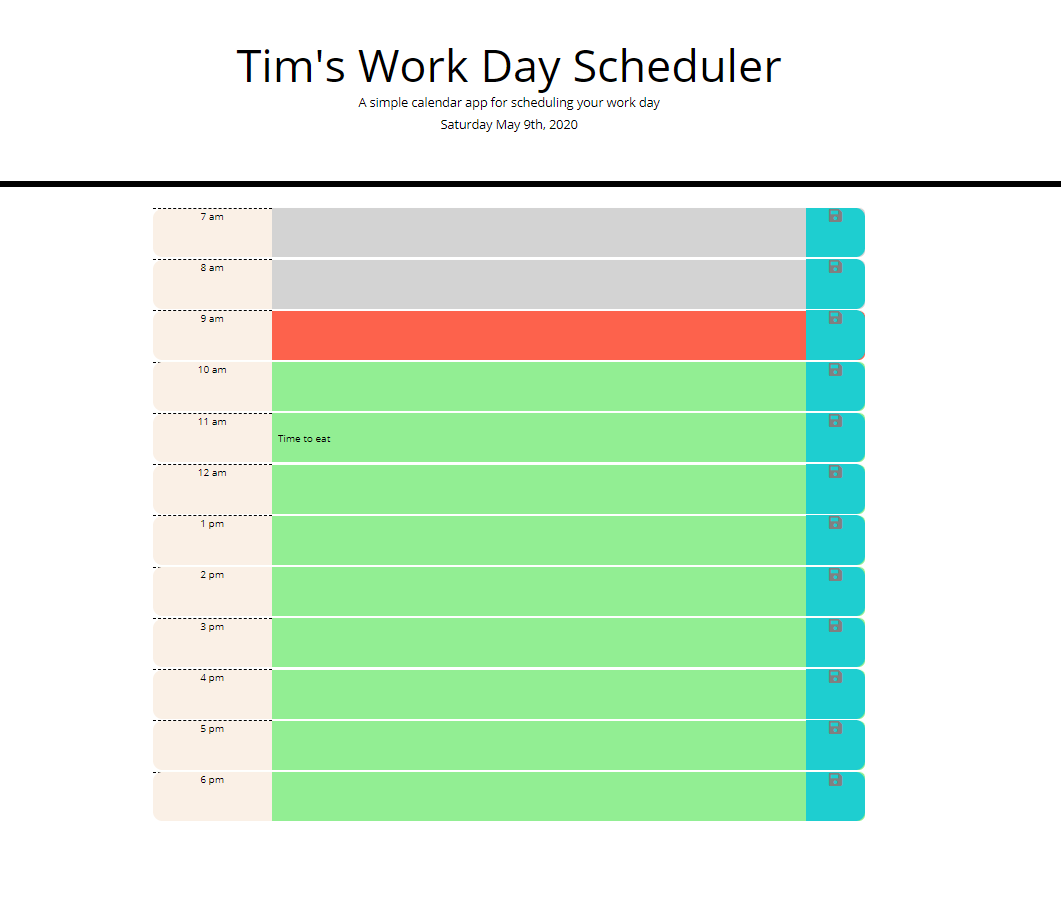 Tim's Work Day Scheduler
A simple calendar app for scheduling your work day
Saturday May 9th, 2020
7 am
8 am
9 am
10 am
11 am
Time to eat
12 am
1 pm
2 pm
3 pm
4 pm
5 pm
6 pm